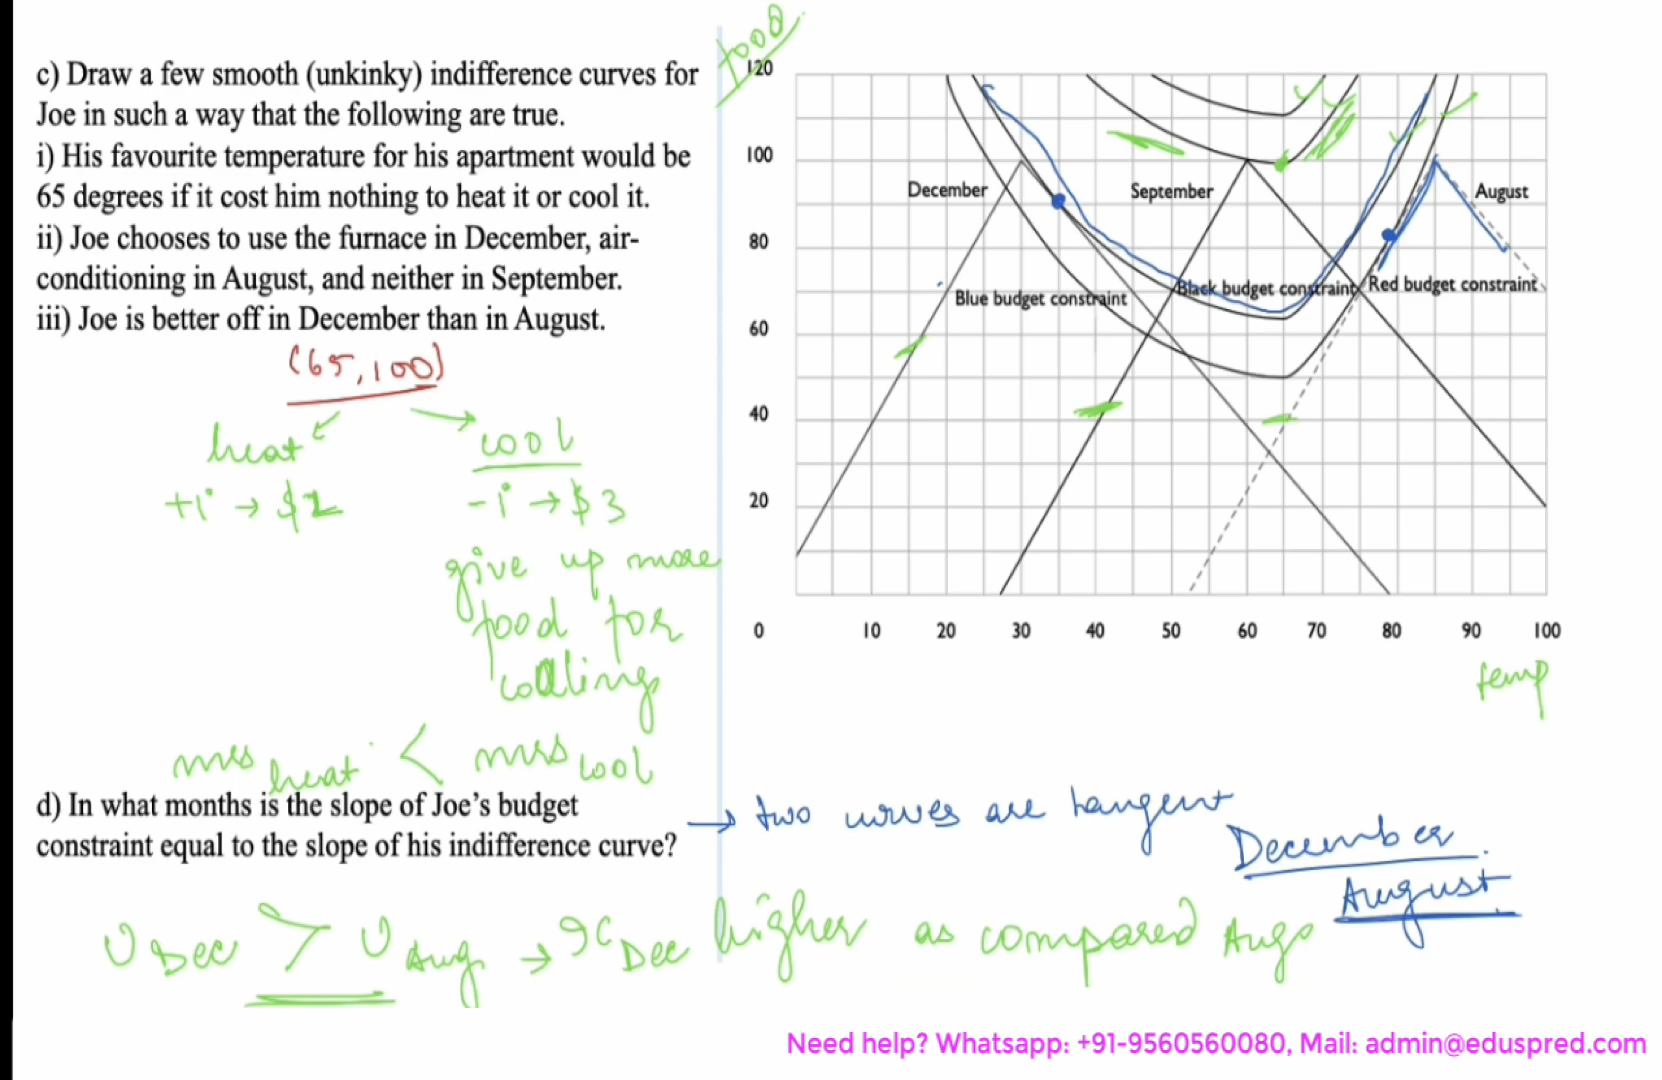 c) Draw a few smooth (unkinky) indifference curves for
Joe in such a way that the following are true.
i) His favourite temperature for his apartment would be
65 degrees if it cost him nothing to heat it or cool it.
ii) Joe chooses to use the furnace in December, air-
conditioning in August, and neither in September.
iii) Joe is better off in December than in August.
(65,100)
heat
cool
+1° → $
-1° → $3
give up more
food for
cooling
mrs heat < mrs cool
d) In what months is the slope of Joe's budget
constraint equal to the slope of his indifference curve?
→ two curves are tangent
December
August
U Dec > U Aug → IC Dec higher as compared Aug
food
120
100
80
60
40
20
0
10 20 30 40 50 60 70 80 90 100
temp
December
September
August
Blue budget constraint
Black budget constraint
Red budget constraint
Need help? Whatsapp: +91-9560560080, Mail: admin@eduspred.com